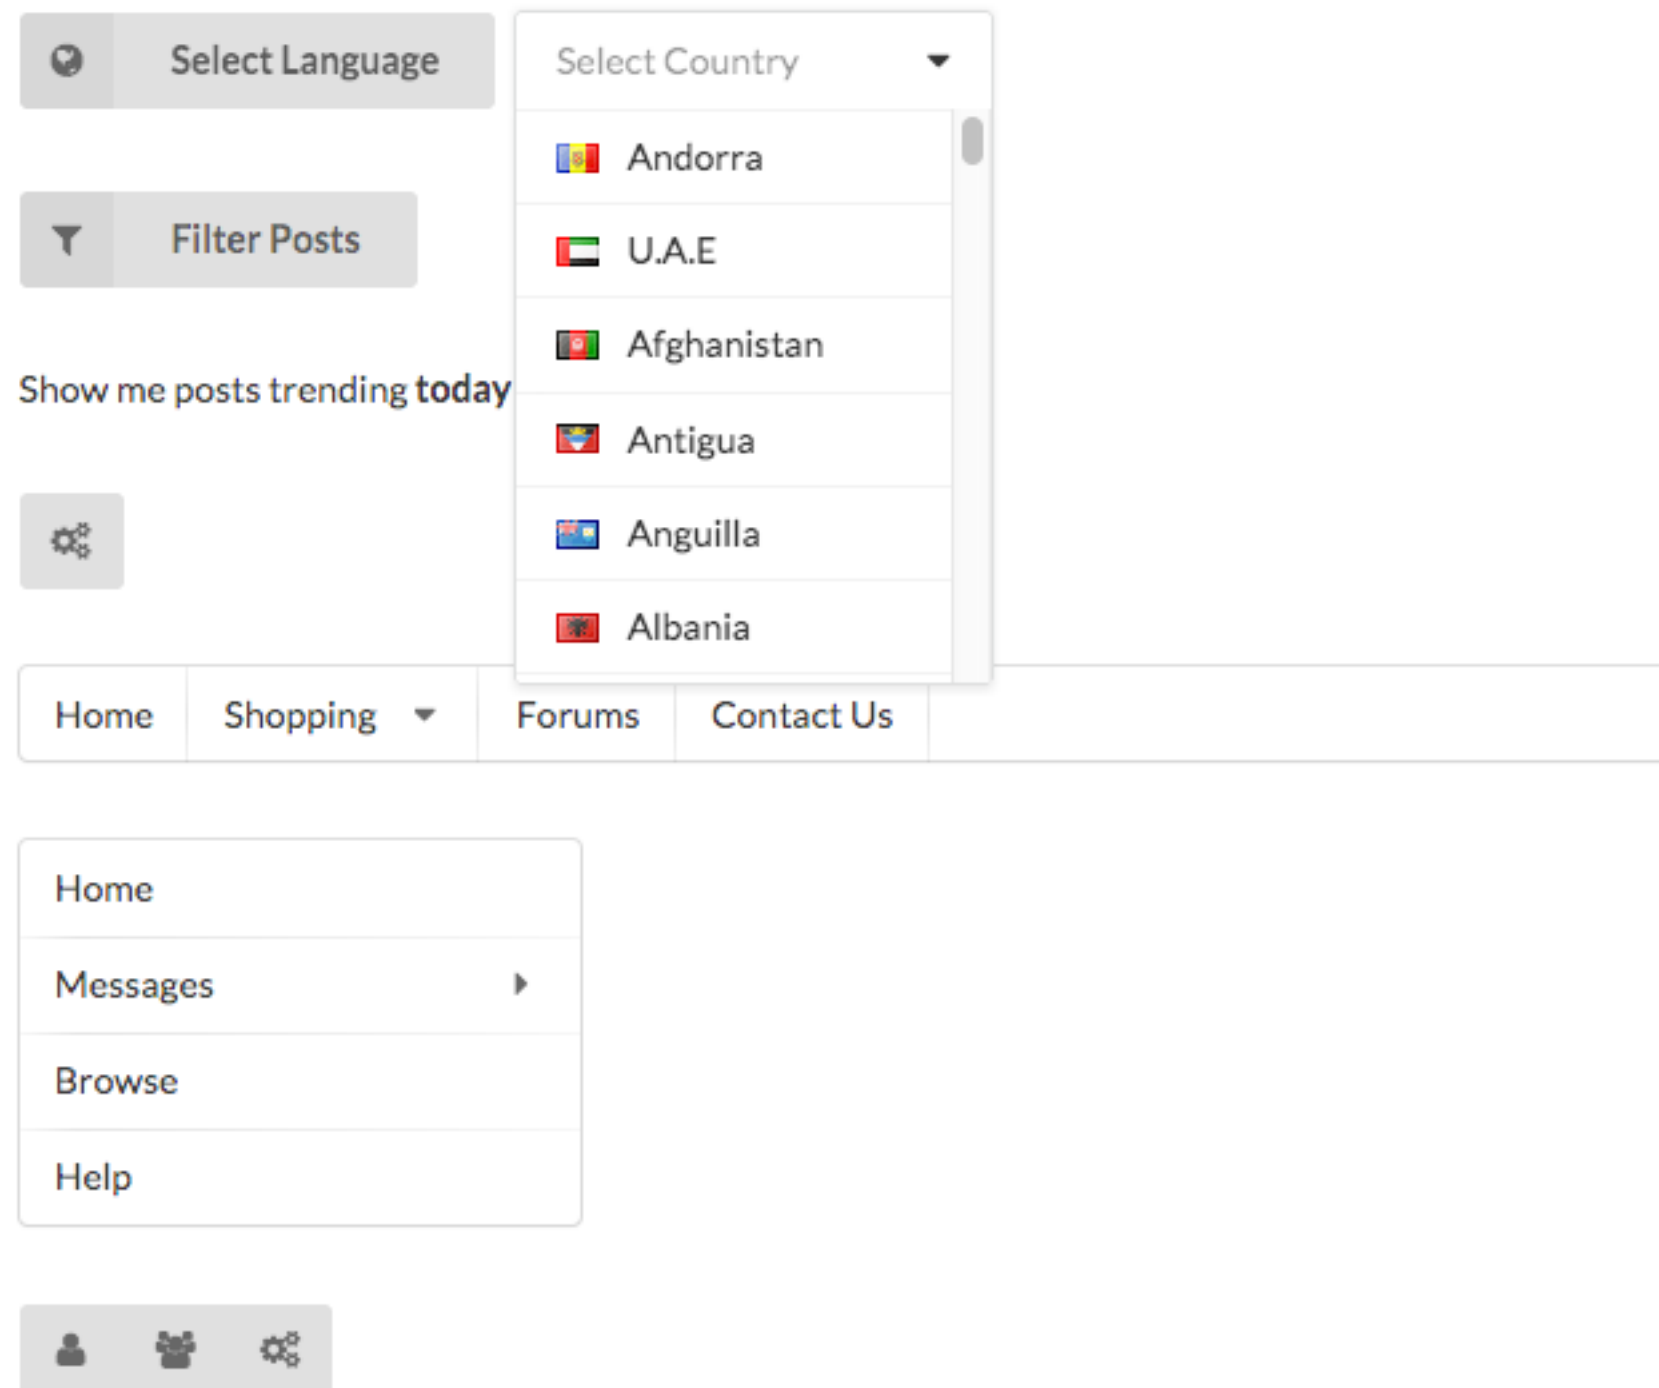 Select Language
Select Country
Andorra
Filter Posts
U.A.E
Afghanistan
Show me posts trending today
Antigua
Anguilla
Albania
Home Shopping Forums Contact Us
Home
Messages
Browse
Help